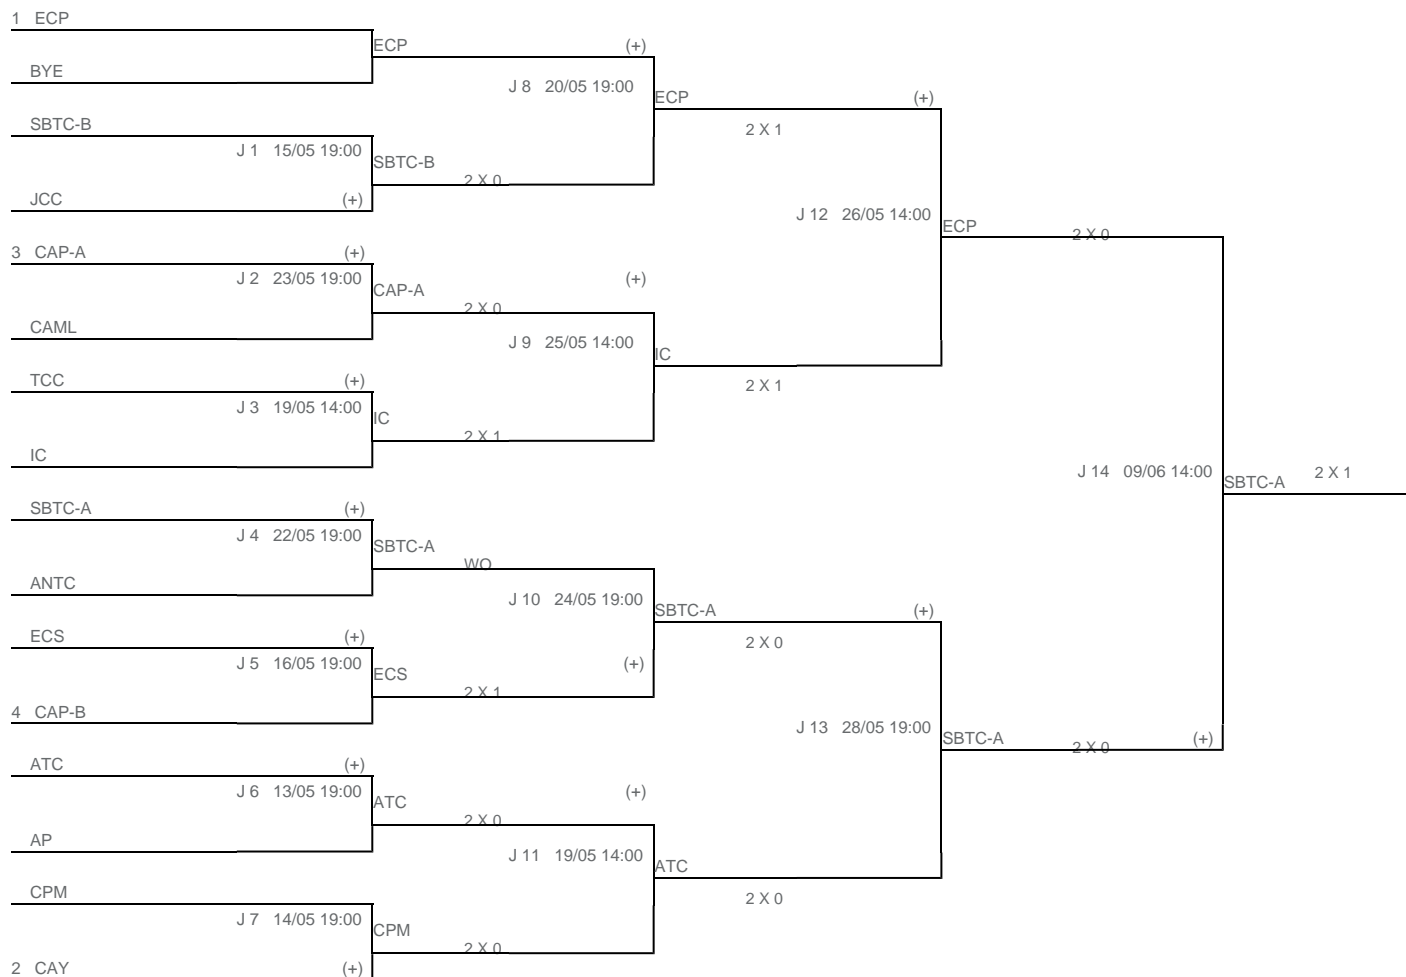 1 ECP
ECP (+)
BYE
J 8 20/05 19:00
ECP (+)
SBTC-B
2 X 1
J 1 15/05 19:00
SBTC-B
2 X 0
JCC (+)
J 12 26/05 14:00
ECP
2 X 0
3 CAP-A (+)
J 2 23/05 19:00
(+)
CAP-A
2 X 0
CAML
J 9 25/05 14:00
IC
TCC (+)
2 X 1
J 3 19/05 14:00
IC
2 X 1
IC
J 14 09/06 14:00
SBTC-A 2 X 1
SBTC-A (+)
J 4 22/05 19:00
SBTC-A
WO
ANTC
J 10 24/05 19:00
SBTC-A (+)
ECS (+)
2 X 0
J 5 16/05 19:00
(+)
ECS
2 X 1
4 CAP-B
J 13 28/05 19:00
SBTC-A
2 X 0 (+)
ATC (+)
J 6 13/05 19:00
(+)
ATC
2 X 0
AP
J 11 19/05 14:00
ATC
CPM
2 X 0
J 7 14/05 19:00
CPM
2 X 0
2 CAY (+)